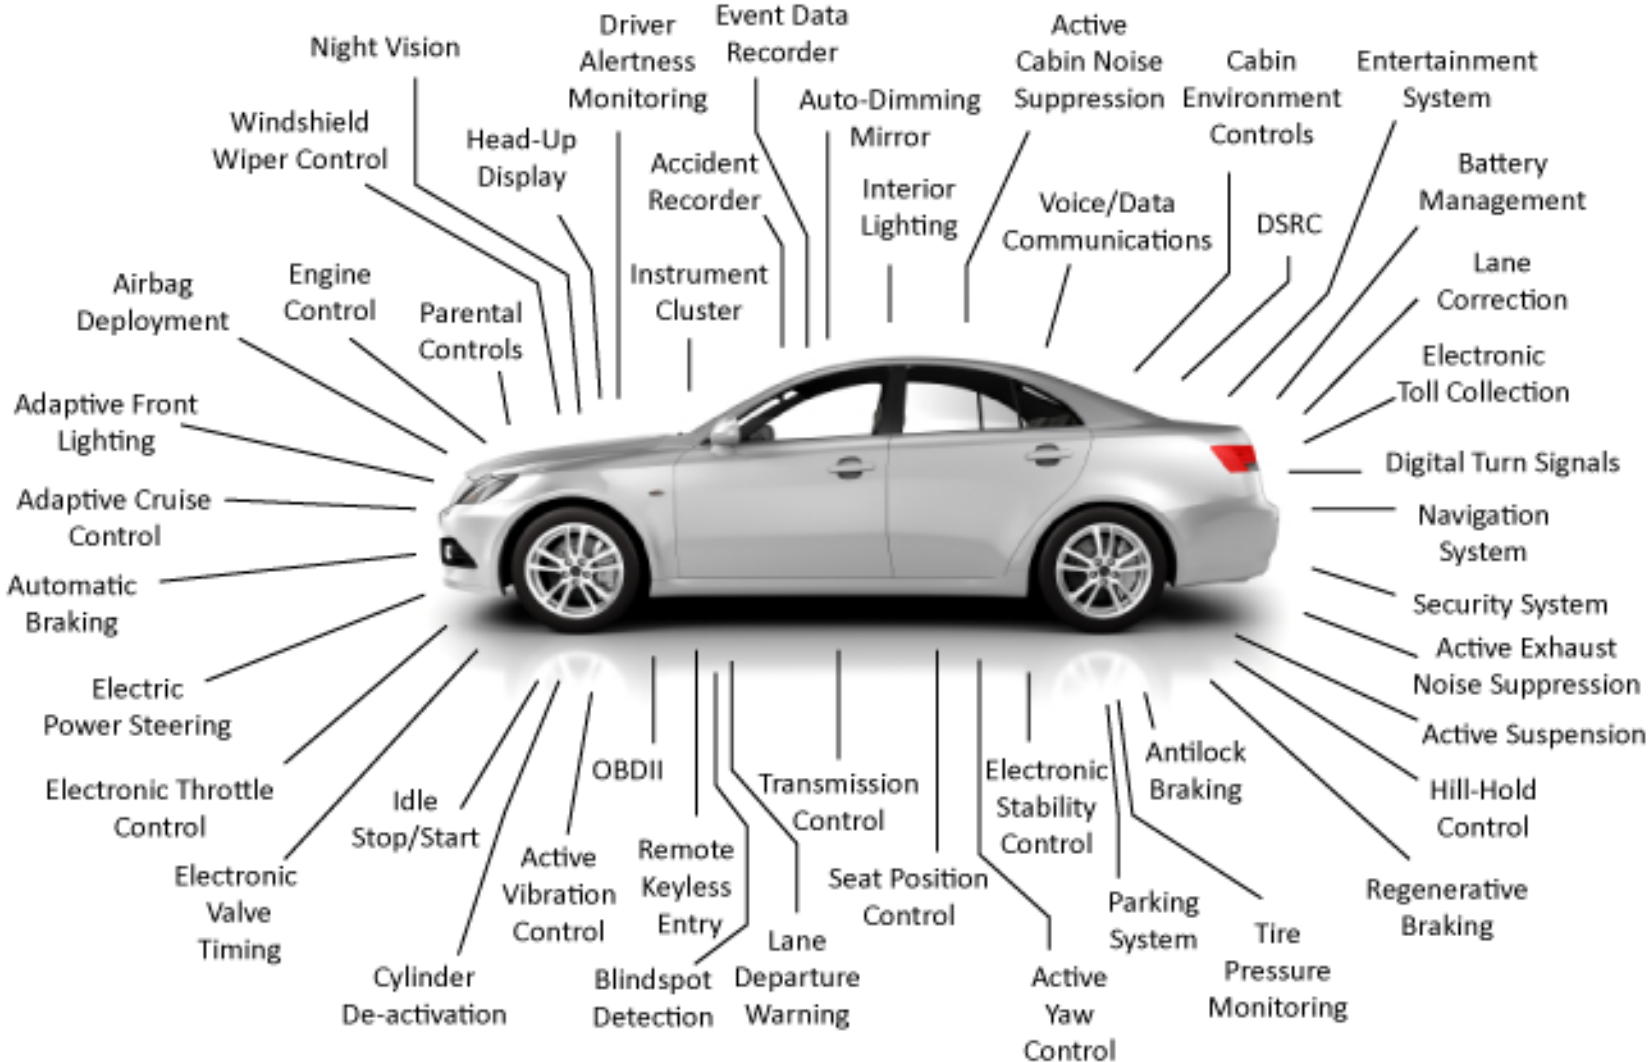 Night Vision
Windshield
Wiper Control
Head-Up
Display
Driver
Alertness
Monitoring
Event Data
Recorder
Accident
Recorder
Auto-Dimming
Mirror
Interior
Lighting
Active
Cabin Noise
Suppression
Voice/Data
Communications
Cabin
Environment
Controls
DSRC
Entertainment
System
Battery
Management
Lane
Correction
Electronic
Toll Collection
Digital Turn Signals
Navigation
System
Security System
Active Exhaust
Noise Suppression
Active Suspension
Hill-Hold
Control
Regenerative
Braking
Airbag
Deployment
Engine
Control
Parental
Controls
Instrument
Cluster
Adaptive Front
Lighting
Adaptive Cruise
Control
Automatic
Braking
Electric
Power Steering
Electronic Throttle
Control
Electronic
Valve
Timing
Idle
Stop/Start
Cylinder
De-activation
Active
Vibration
Control
OBDII
Remote
Keyless
Entry
Blindspot
Detection
Lane
Departure
Warning
Transmission
Control
Seat Position
Control
Electronic
Stability
Control
Active
Yaw
Control
Parking
System
Antilock
Braking
Tire
Pressure
Monitoring